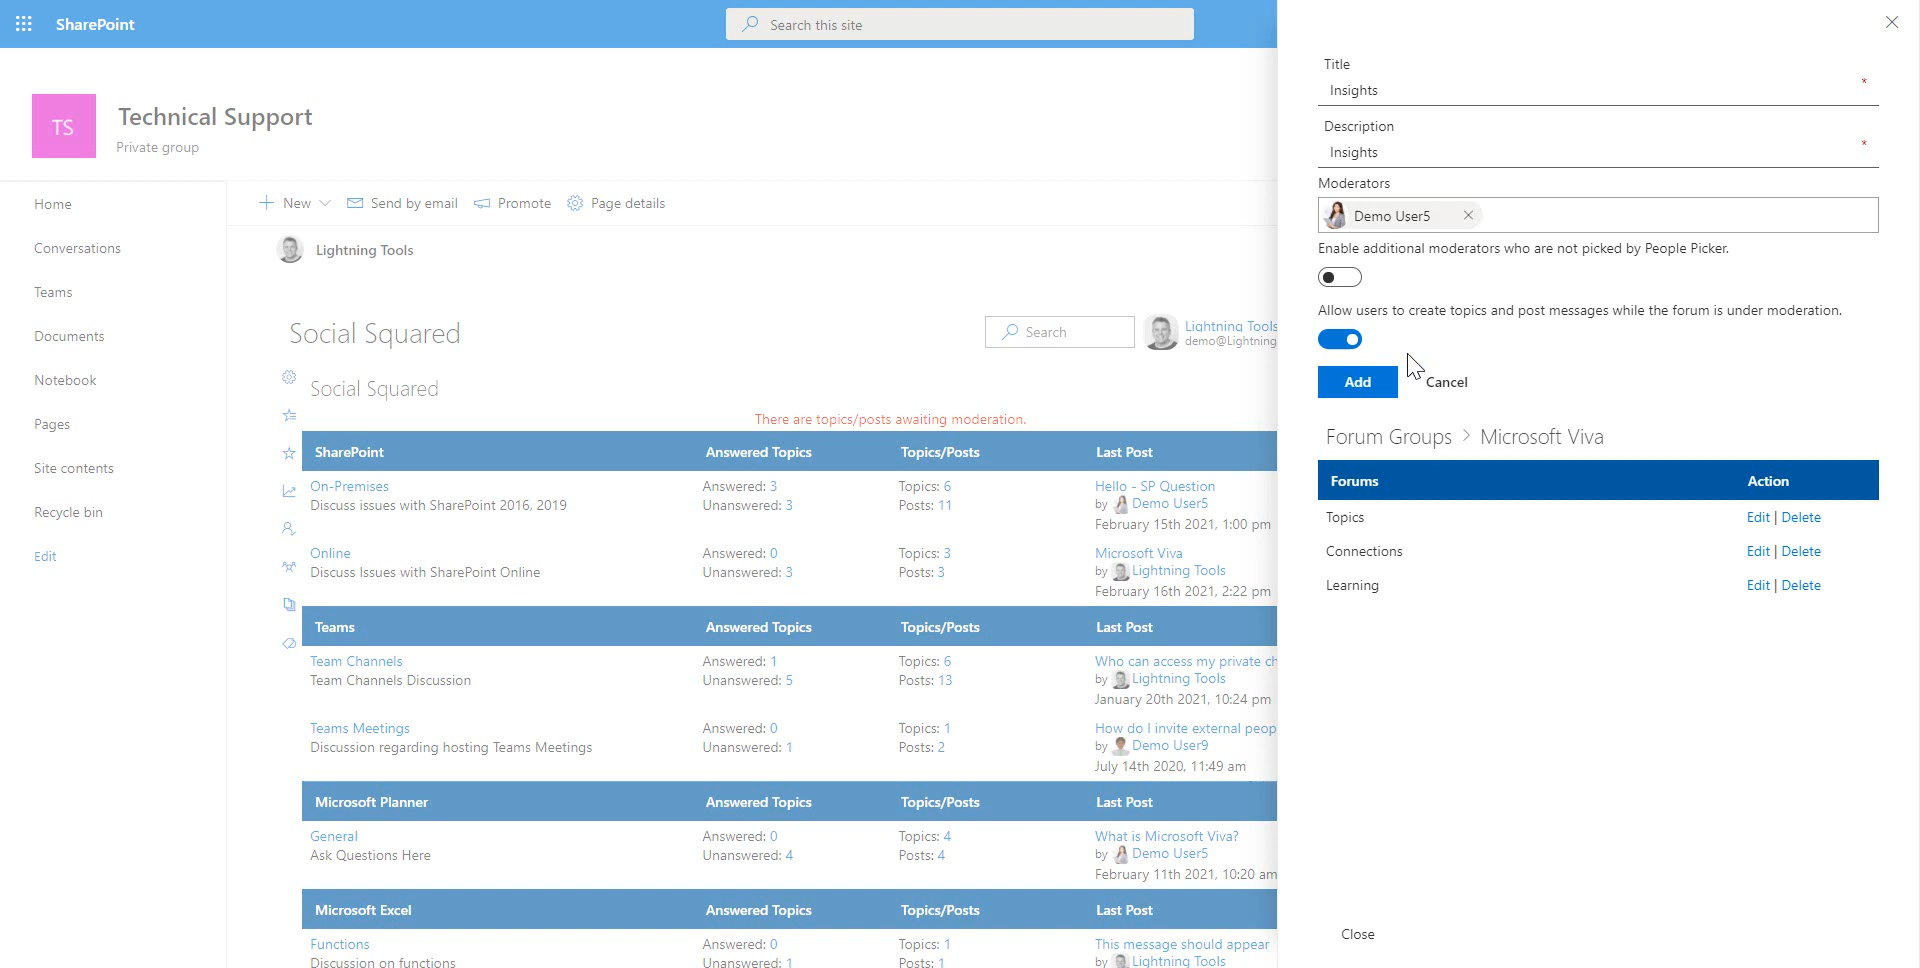 SharePoint
Search this site
TS
Technical Support
Private group
Home
Conversations
Teams
Documents
Notebook
Pages
Site contents
Recycle bin
Edit
New
Send by email
Promote
Page details
Lightning Tools
Social Squared
Search
Lightning Tools
demo@Lightning
Social Squared
There are topics/posts awaiting moderation.
SharePoint Answered Topics Topics/Posts Last Post
On-Premises Answered: 3 Topics: 6 Hello - SP Question
Discuss issues with SharePoint 2016, 2019 Unanswered: 3 Posts: 11 by Demo User5
February 15th 2021, 1:00 pm
Online Answered: 0 Topics: 3 Microsoft Viva
Discuss Issues with SharePoint Online Unanswered: 3 Posts: 3 by Lightning Tools
February 16th 2021, 2:22 pm
Teams Answered Topics Topics/Posts Last Post
Team Channels Answered: 1 Topics: 6 Who can access my private ch
Team Channels Discussion Unanswered: 5 Posts: 13 by Lightning Tools
January 20th 2021, 10:24 pm
Teams Meetings Answered: 0 Topics: 1 How do I invite external peop
Discussion regarding hosting Teams Meetings Unanswered: 1 Posts: 2 by Demo User9
July 14th 2020, 11:49 am
Microsoft Planner Answered Topics Topics/Posts Last Post
General Answered: 0 Topics: 4 What is Microsoft Viva?
Ask Questions Here Unanswered: 4 Posts: 4 by Demo User5
February 11th 2021, 10:20 am
Microsoft Excel Answered Topics Topics/Posts Last Post
Functions Answered: 0 Topics: 1 This message should appear
Discussion on functions Unanswered: 1 Posts: 1 by Lightning Tools
Title
Insights *
Description
Insights *
Moderators
Demo User5
Enable additional moderators who are not picked by People Picker.
Allow users to create topics and post messages while the forum is under moderation.
Add Cancel
Forum Groups > Microsoft Viva
Forums Action
Topics Edit | Delete
Connections Edit | Delete
Learning Edit | Delete
Close